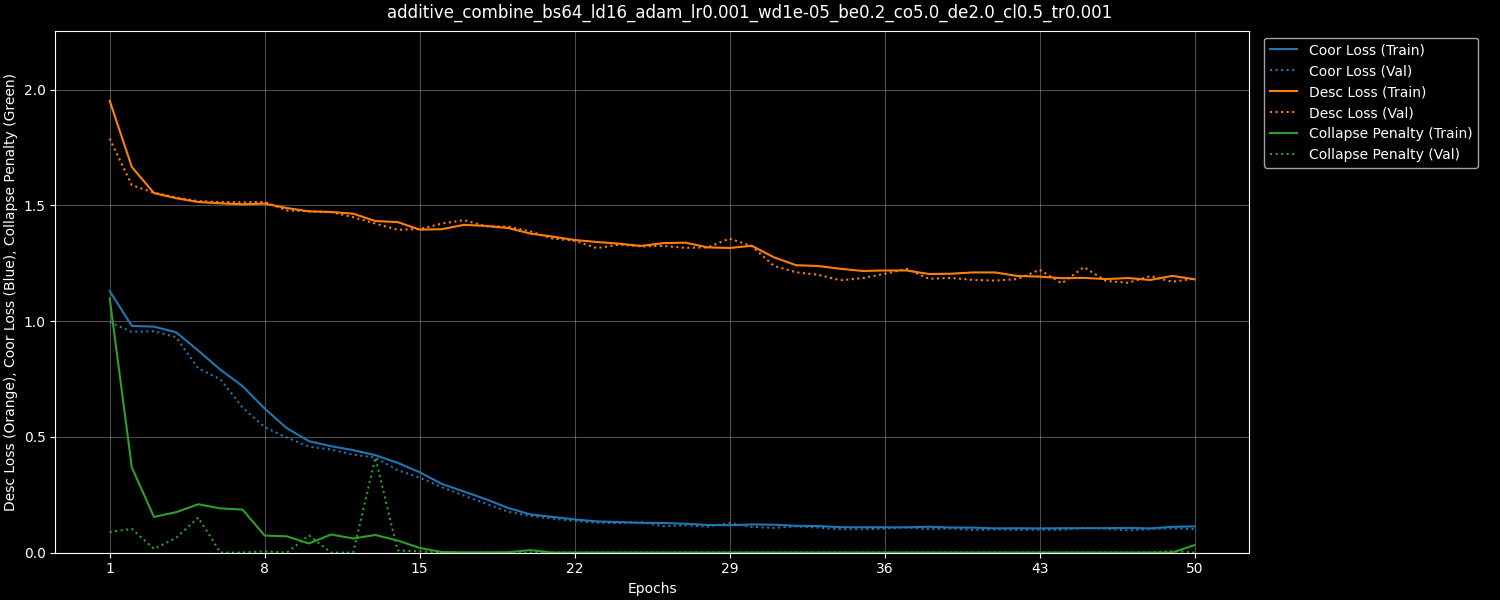 additive_combine_bs64_ld16_adam_lr0.001_wd1e-05_be0.2_co5.0_de2.0_cl0.5_tr0.001
Desc Loss (Orange), Coor Loss (Blue), Collapse Penalty (Green)
2.0
1.5
1.0
0.5
0.0
1 8 15 22 29 36 43 50
Epochs
Coor Loss (Train)
Coor Loss (Val)
Desc Loss (Train)
Desc Loss (Val)
Collapse Penalty (Train)
Collapse Penalty (Val)